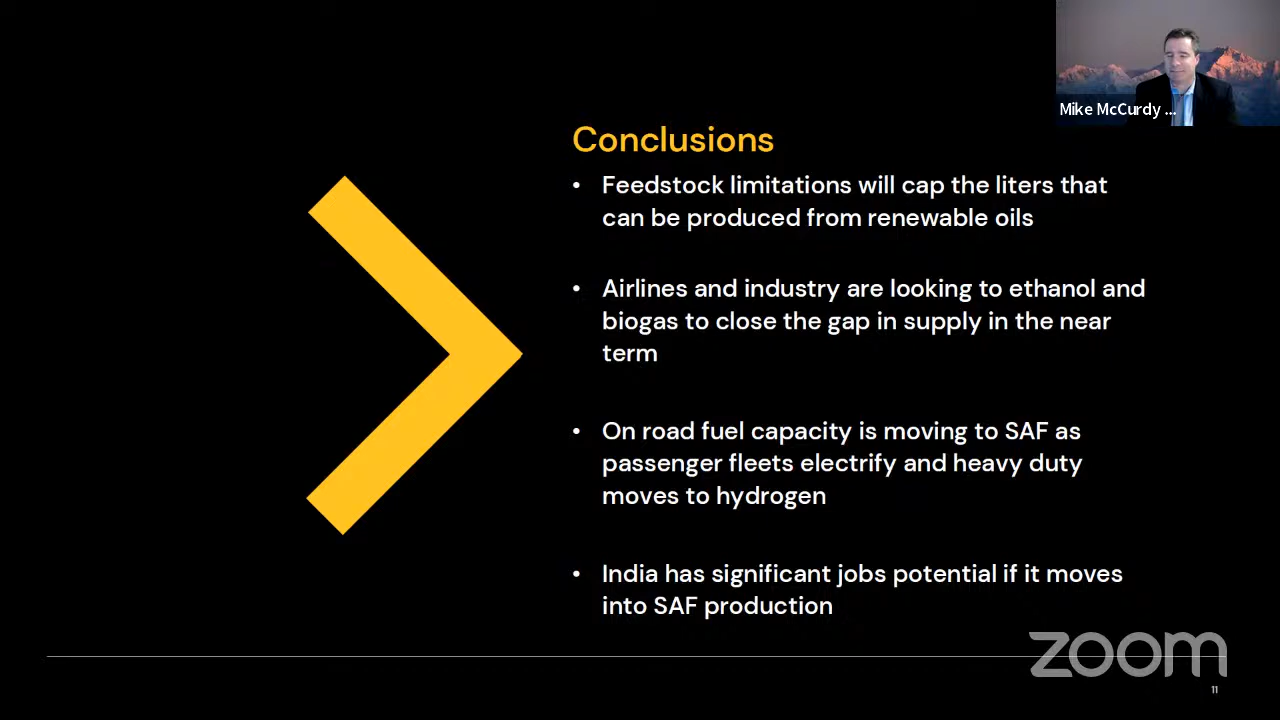 Mike McCurdy ...
Conclusions
• Feedstock limitations will cap the liters that
can be produced from renewable oils
• Airlines and industry are looking to ethanol and
biogas to close the gap in supply in the near
term
• On road fuel capacity is moving to SAF as
passenger fleets electrify and heavy duty
moves to hydrogen
• India has significant jobs potential if it moves
into SAF production
zoom
11